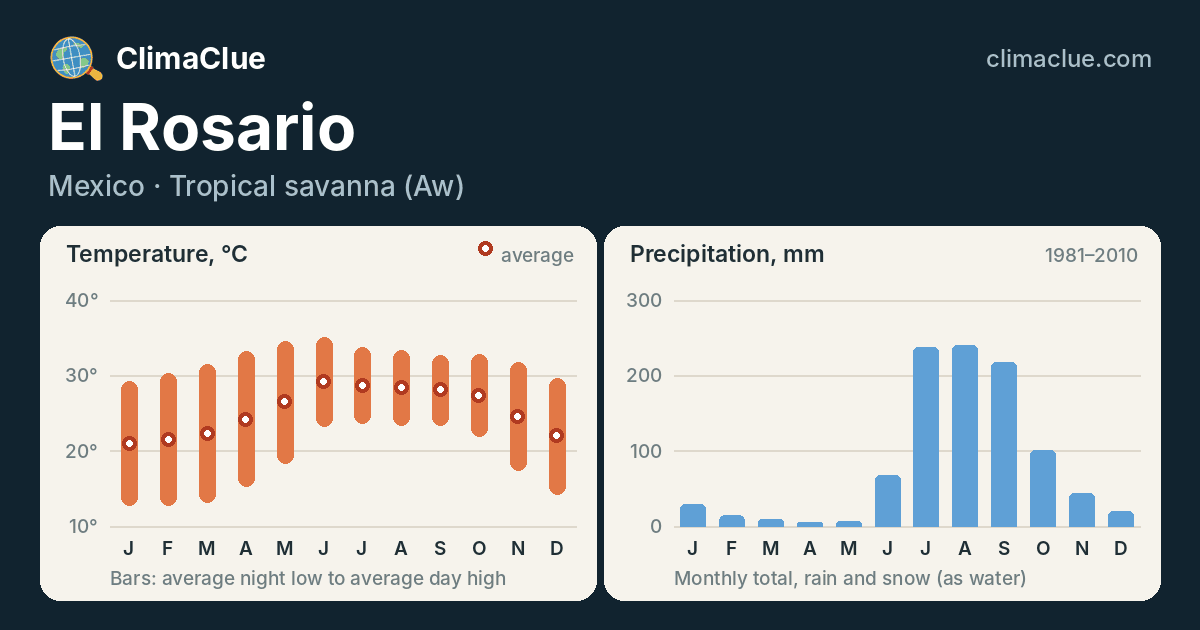 ClimaClue
climaclue.com
El Rosario
Mexico · Tropical savanna (Aw)
Temperature, °C
average
40°
30°
20°
10°
J F M A M J J A S O N D
Bars: average night low to average day high
Precipitation, mm
1981–2010
300
200
100
0
J F M A M J J A S O N D
Monthly total, rain and snow (as water)